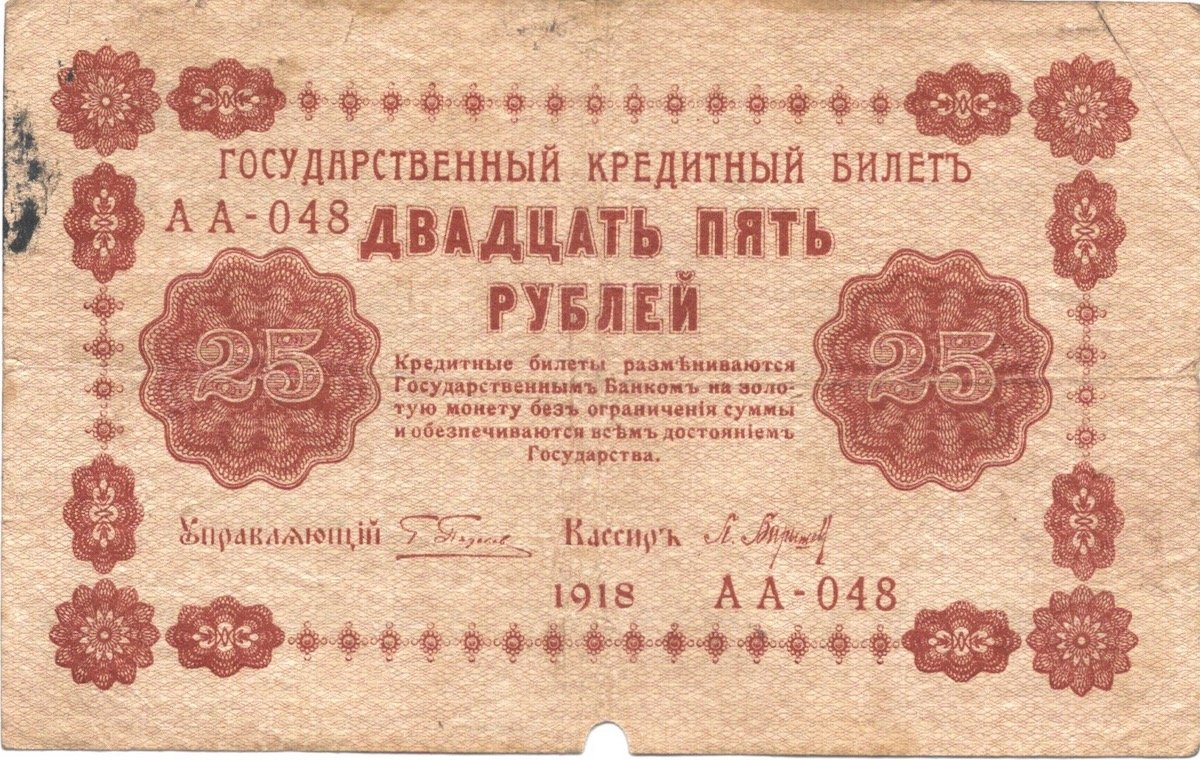 ГОСУДАРСТВЕННЫЙ КРЕДИТНЫЙ БИЛЕТЪ
АА-048 ДВАДЦАТЬ ПЯТЬ
РУБЛЕЙ
25
25
Кредитные билеты размѣниваются
Государственнымъ Банкомъ на золо-
тую монету безъ ограниченія суммы
и обезпечиваются всѣмъ достояніемъ
Государства.
Управляющій
Кассиръ
1918 АА-048